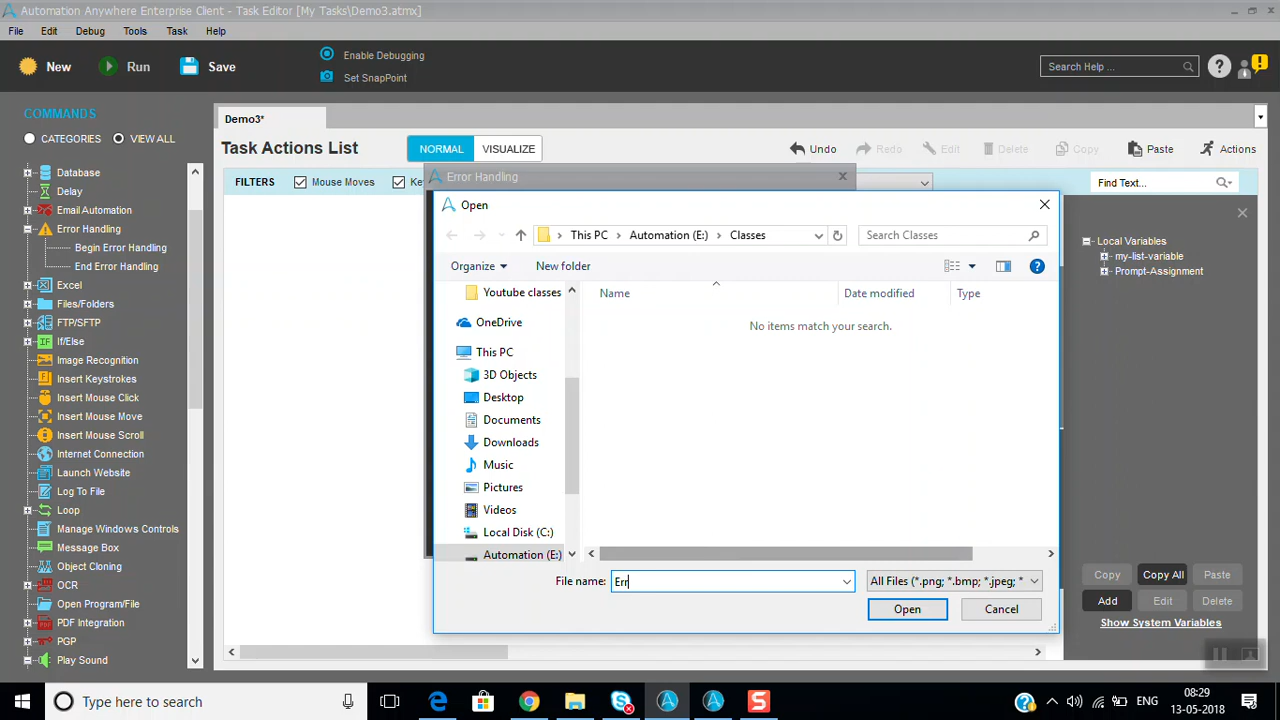 Automation Anywhere Enterprise Client - Task Editor [My Tasks\Demo3.atmx]
File Edit Debug Tools Task Help
New Run Save
Enable Debugging
Set SnapPoint
Search Help ...
COMMANDS
CATEGORIES VIEW ALL
Database
Delay
Email Automation
Error Handling
Begin Error Handling
End Error Handling
Excel
Files/Folders
FTP/SFTP
If/Else
Image Recognition
Insert Keystrokes
Insert Mouse Click
Insert Mouse Move
Insert Mouse Scroll
Internet Connection
Launch Website
Log To File
Loop
Manage Windows Controls
Message Box
Object Cloning
OCR
Open Program/File
PDF Integration
PGP
Play Sound
Demo3*
Task Actions List
NORMAL VISUALIZE
Undo Redo Edit Delete Copy Paste Actions
FILTERS Mouse Moves Ke
Find Text...
Error Handling
Open
This PC Automation (E:) Classes
Search Classes
Organize New folder
Youtube classes
OneDrive
This PC
3D Objects
Desktop
Documents
Downloads
Music
Pictures
Videos
Local Disk (C:)
Automation (E:)
Name Date modified Type
No items match your search.
File name: Err
All Files (*.png; *.bmp; *.jpeg; *
Open Cancel
Local Variables
my-list-variable
Prompt-Assignment
Copy Copy All Paste
Add Edit Delete
Show System Variables
Type here to search
ENG
08:29
13-05-2018